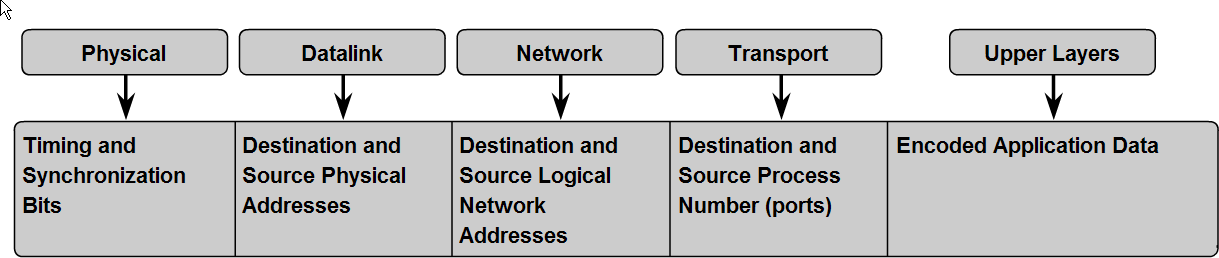 Physical
Datalink
Network
Transport
Upper Layers
Timing and
Synchronization
Bits
Destination and
Source Physical
Addresses
Destination and
Source Logical
Network
Addresses
Destination and
Source Process
Number (ports)
Encoded Application Data